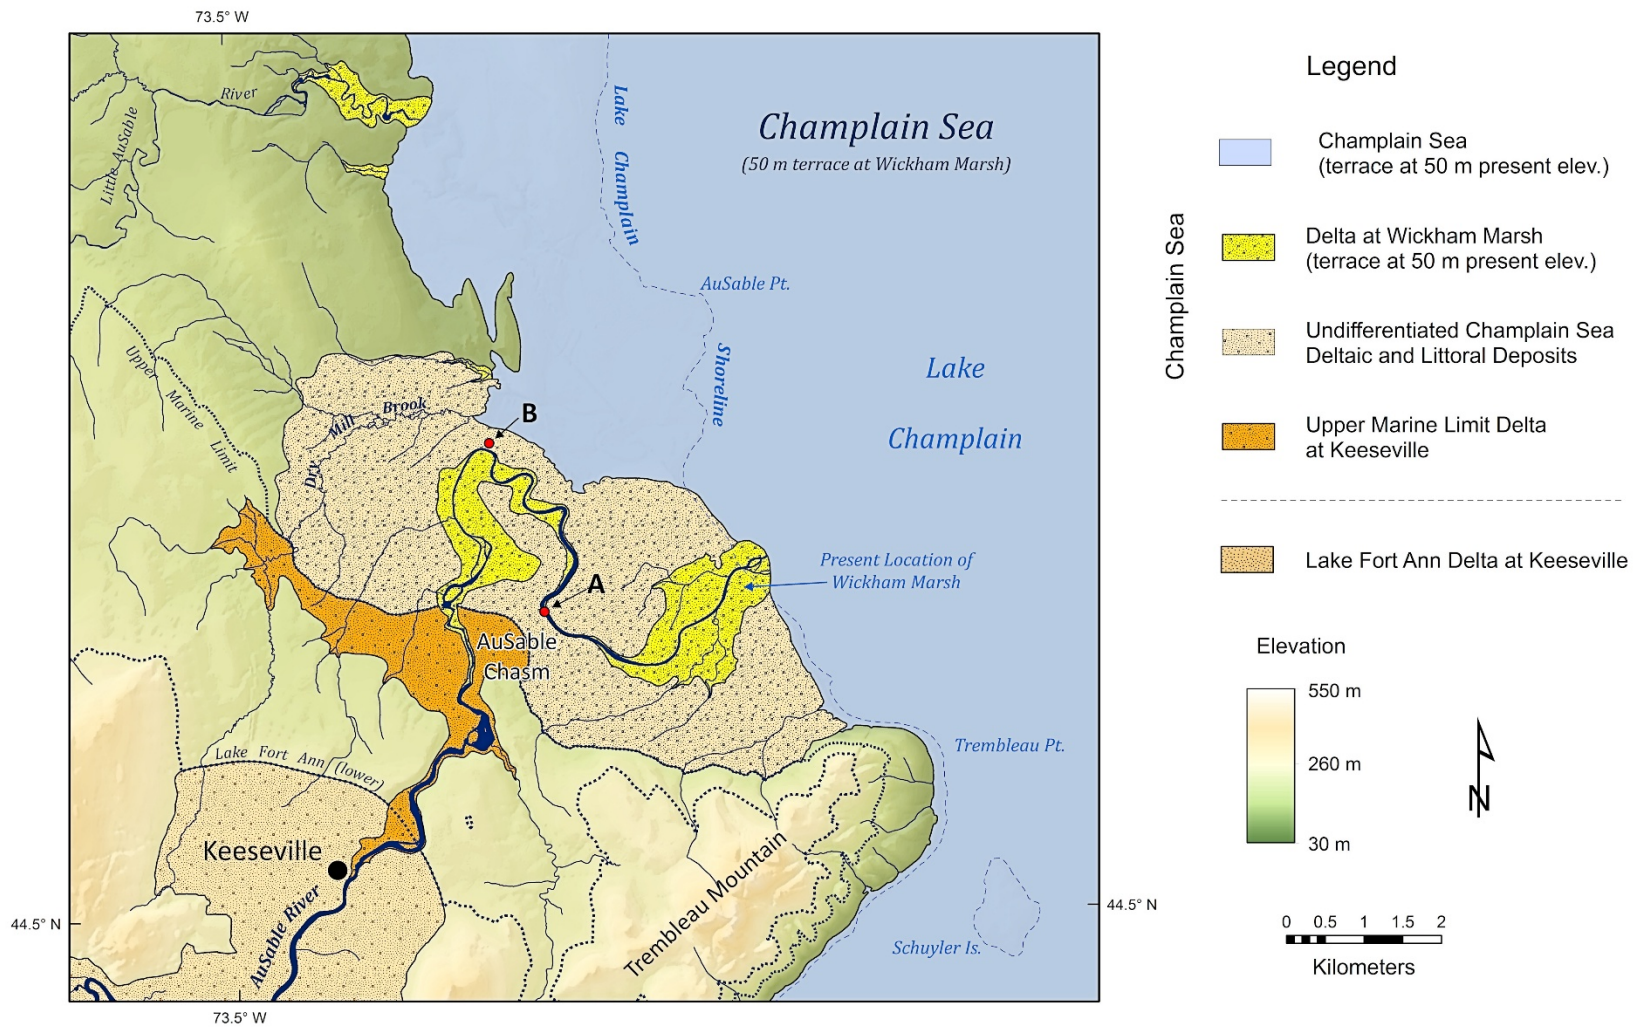 73.5° W
River
Little AuSable
Lake Champlain
Champlain Sea
(50 m terrace at Wickham Marsh)
AuSable Pt.
Shoreline
Upper Marine Limit
Lake
Champlain
Dry Mill Brook
B
A
Present Location of
Wickham Marsh
AuSable
Chasm
Trembleau Pt.
Lake Fort Ann (lower)
Keeseville
AuSable River
Trembleau Mountain
Schuyler Is.
44.5° N
44.5° N
73.5° W
Legend
Champlain Sea
Champlain Sea
(terrace at 50 m present elev.)
Delta at Wickham Marsh
(terrace at 50 m present elev.)
Undifferentiated Champlain Sea
Deltaic and Littoral Deposits
Upper Marine Limit Delta
at Keeseville
Lake Fort Ann Delta at Keeseville
Elevation
550 m
260 m
30 m
N
0 0.5 1 1.5 2
Kilometers